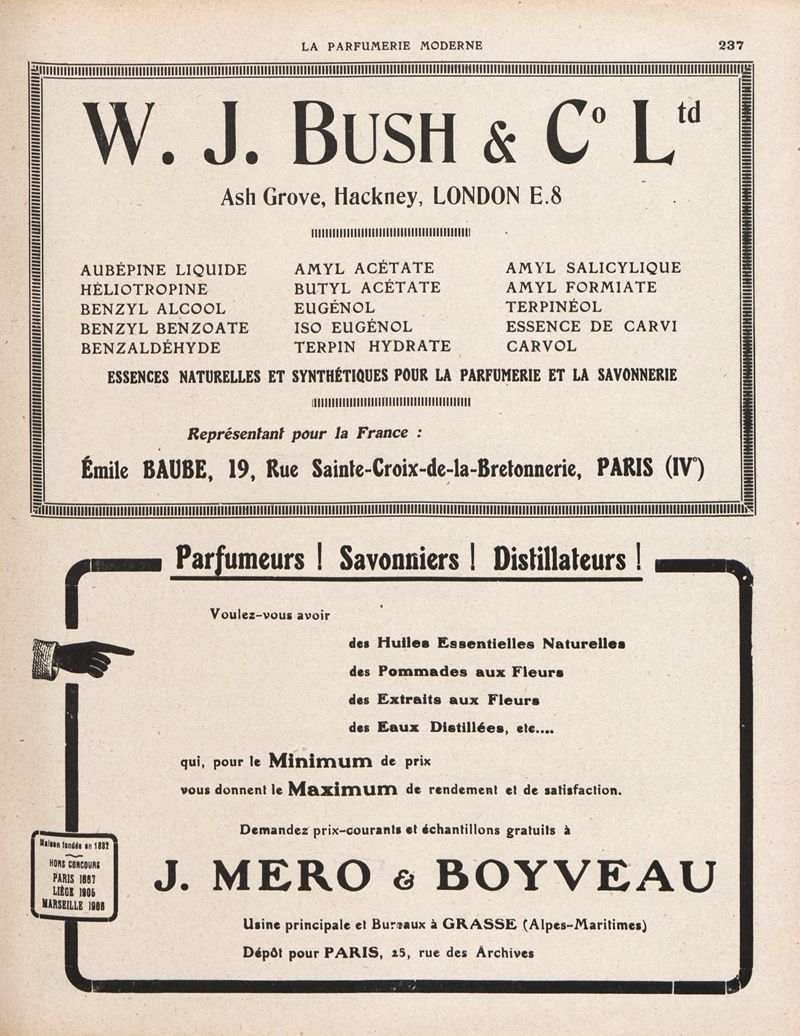 LA PARFUMERIE MODERNE 237
W. J. BUSH & Co Ltd
Ash Grove, Hackney, LONDON E.8
AUBÉPINE LIQUIDE AMYL ACÉTATE AMYL SALICYLIQUE
HÉLIOTROPINE BUTYL ACÉTATE AMYL FORMIATE
BENZYL ALCOOL EUGÉNOL TERPINÉOL
BENZYL BENZOATE ISO EUGÉNOL ESSENCE DE CARVI
BENZALDÉHYDE TERPIN HYDRATE CARVOL
ESSENCES NATURELLES ET SYNTHÉTIQUES POUR LA PARFUMERIE ET LA SAVONNERIE
Représentant pour la France :
Émile BAUBE, 19, Rue Sainte-Croix-de-la-Bretonnerie, PARIS (IVe)
Parfumeurs ! Savonniers ! Distillateurs !
Voulez-vous avoir
des Huiles Essentielles Naturelles
des Pommades aux Fleurs
des Extraits aux Fleurs
des Eaux Distillées, etc....
qui, pour le Minimum de prix
vous donnent le Maximum de rendement et de satisfaction.
Demandez prix-courants et échantillons gratuits à
J. MERO & BOYVEAU
Usine principale et Bureaux à GRASSE (Alpes-Maritimes)
Dépôt pour PARIS, 25, rue des Archives
Maison fondée en 1832
HORS CONCOURS
PARIS 1867
LIÈGE 1905
MARSEILLE 1906